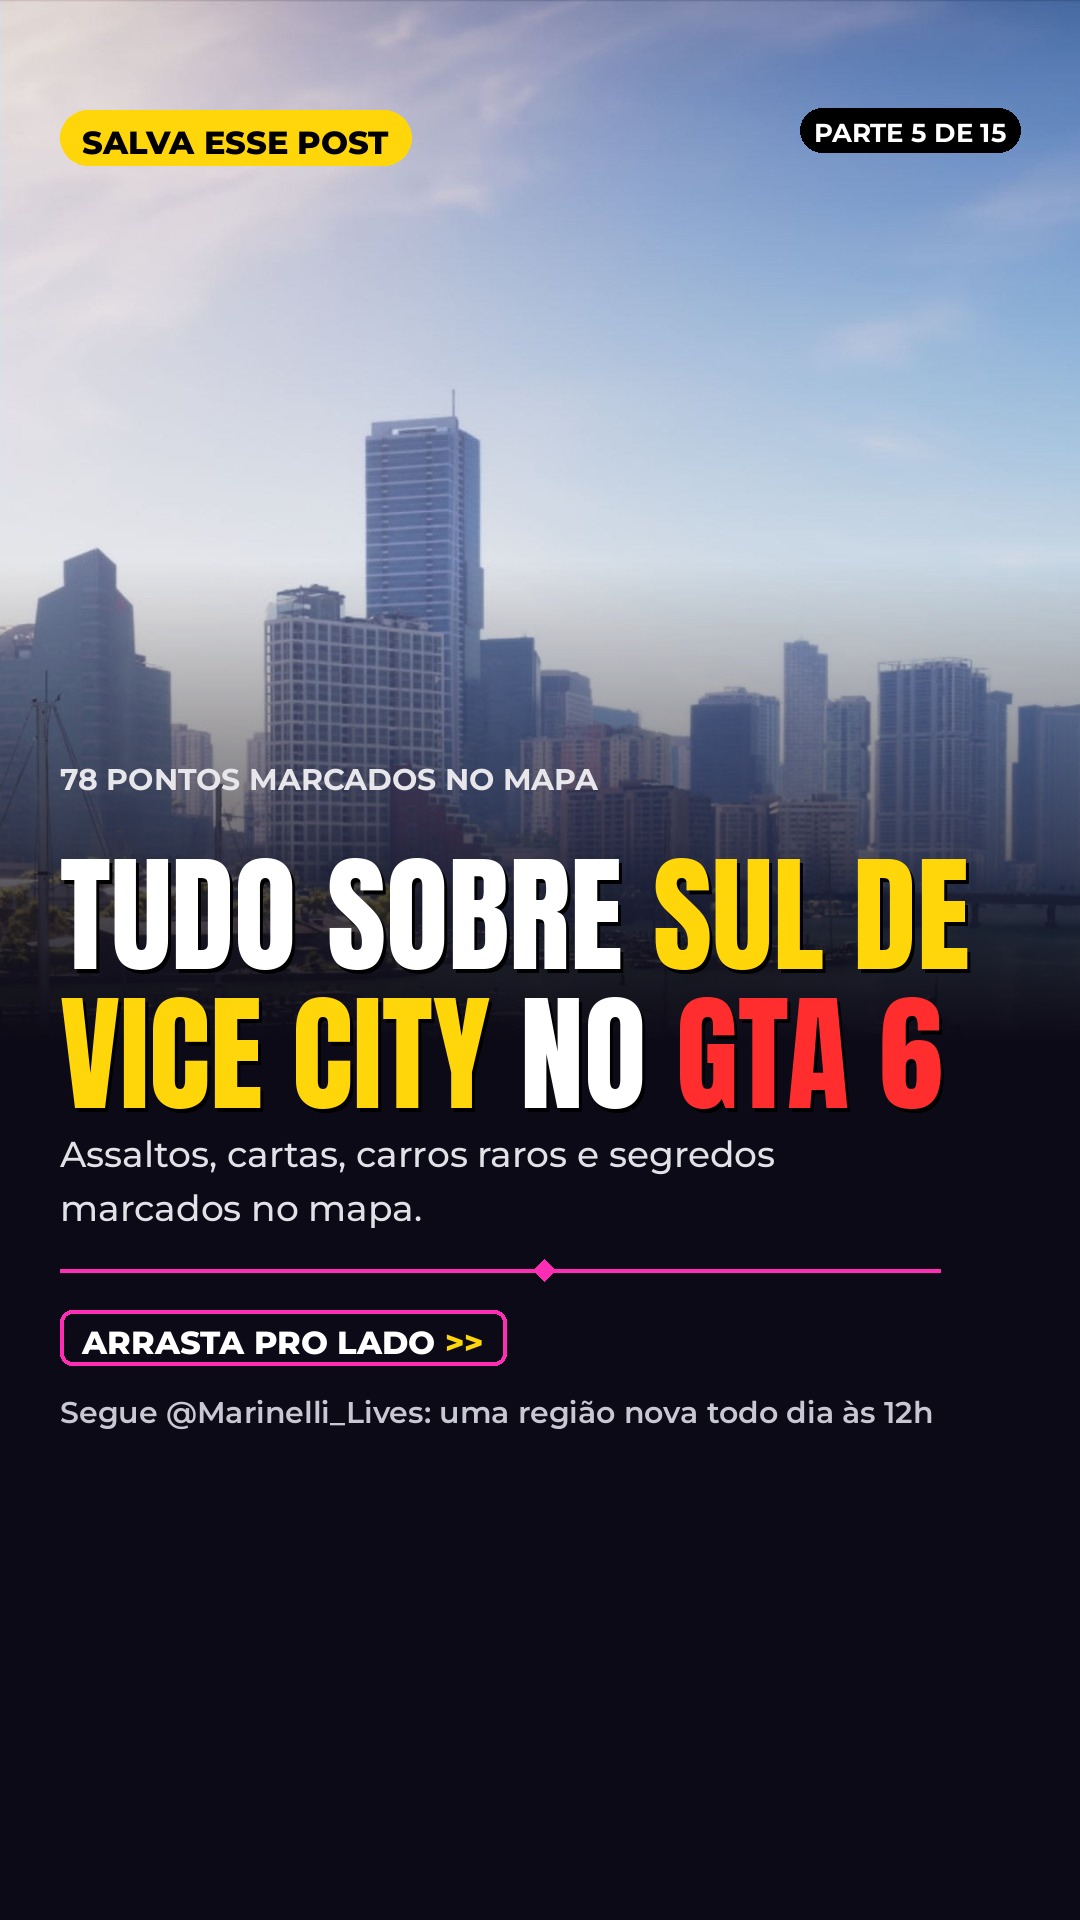 SALVA ESSE POST
PARTE 5 DE 15
78 PONTOS MARCADOS NO MAPA
TUDO SOBRE SUL DE
VICE CITY NO GTA 6
Assaltos, cartas, carros raros e segredos
marcados no mapa.
ARRASTA PRO LADO >>
Segue @Marinelli_Lives: uma região nova todo dia às 12h